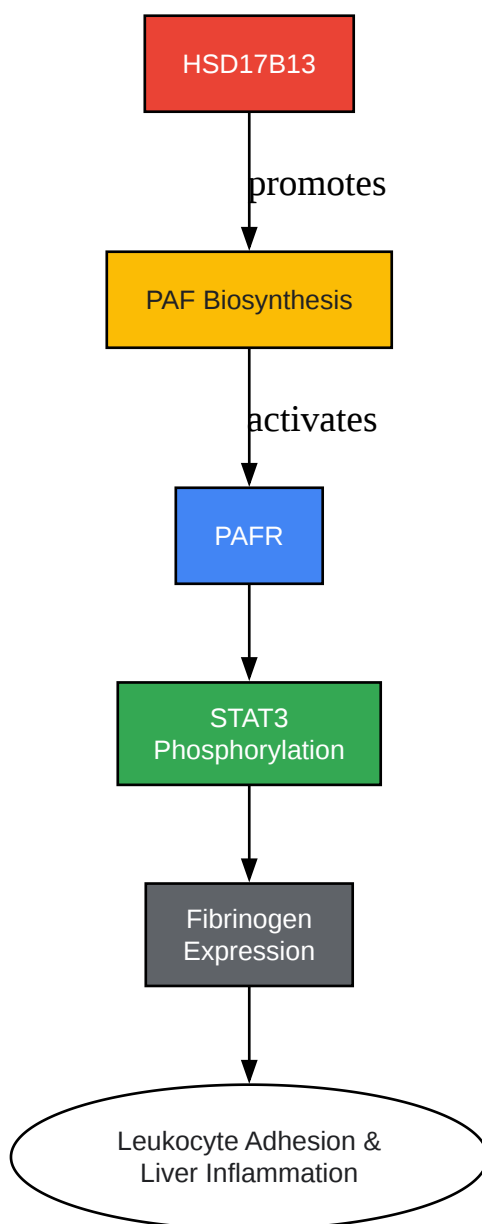 HSD17B13
promotes
PAF Biosynthesis
activates
PAFR
STAT3
Phosphorylation
Fibrinogen
Expression
Leukocyte Adhesion &
Liver Inflammation